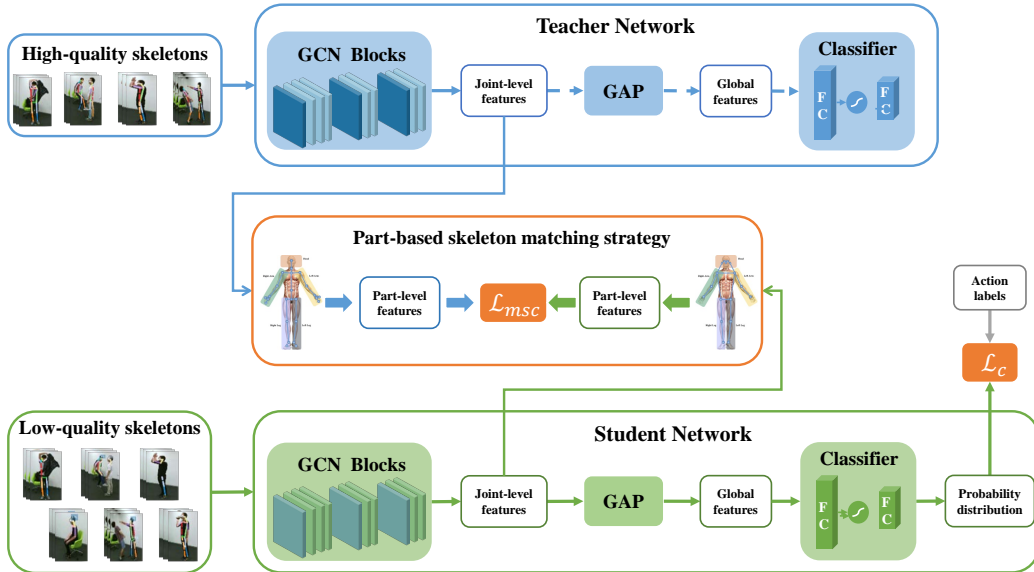 Teacher Network
High-quality skeletons
GCN Blocks
Joint-level
features
GAP
Global
features
Classifier
F
C
F
C
Part-based skeleton matching strategy
Part-level
features
ℒmsc
Part-level
features
Action
labels
ℒc
Low-quality skeletons
Student Network
GCN Blocks
Joint-level
features
GAP
Global
features
Classifier
F
C
F
C
Probability
distribution